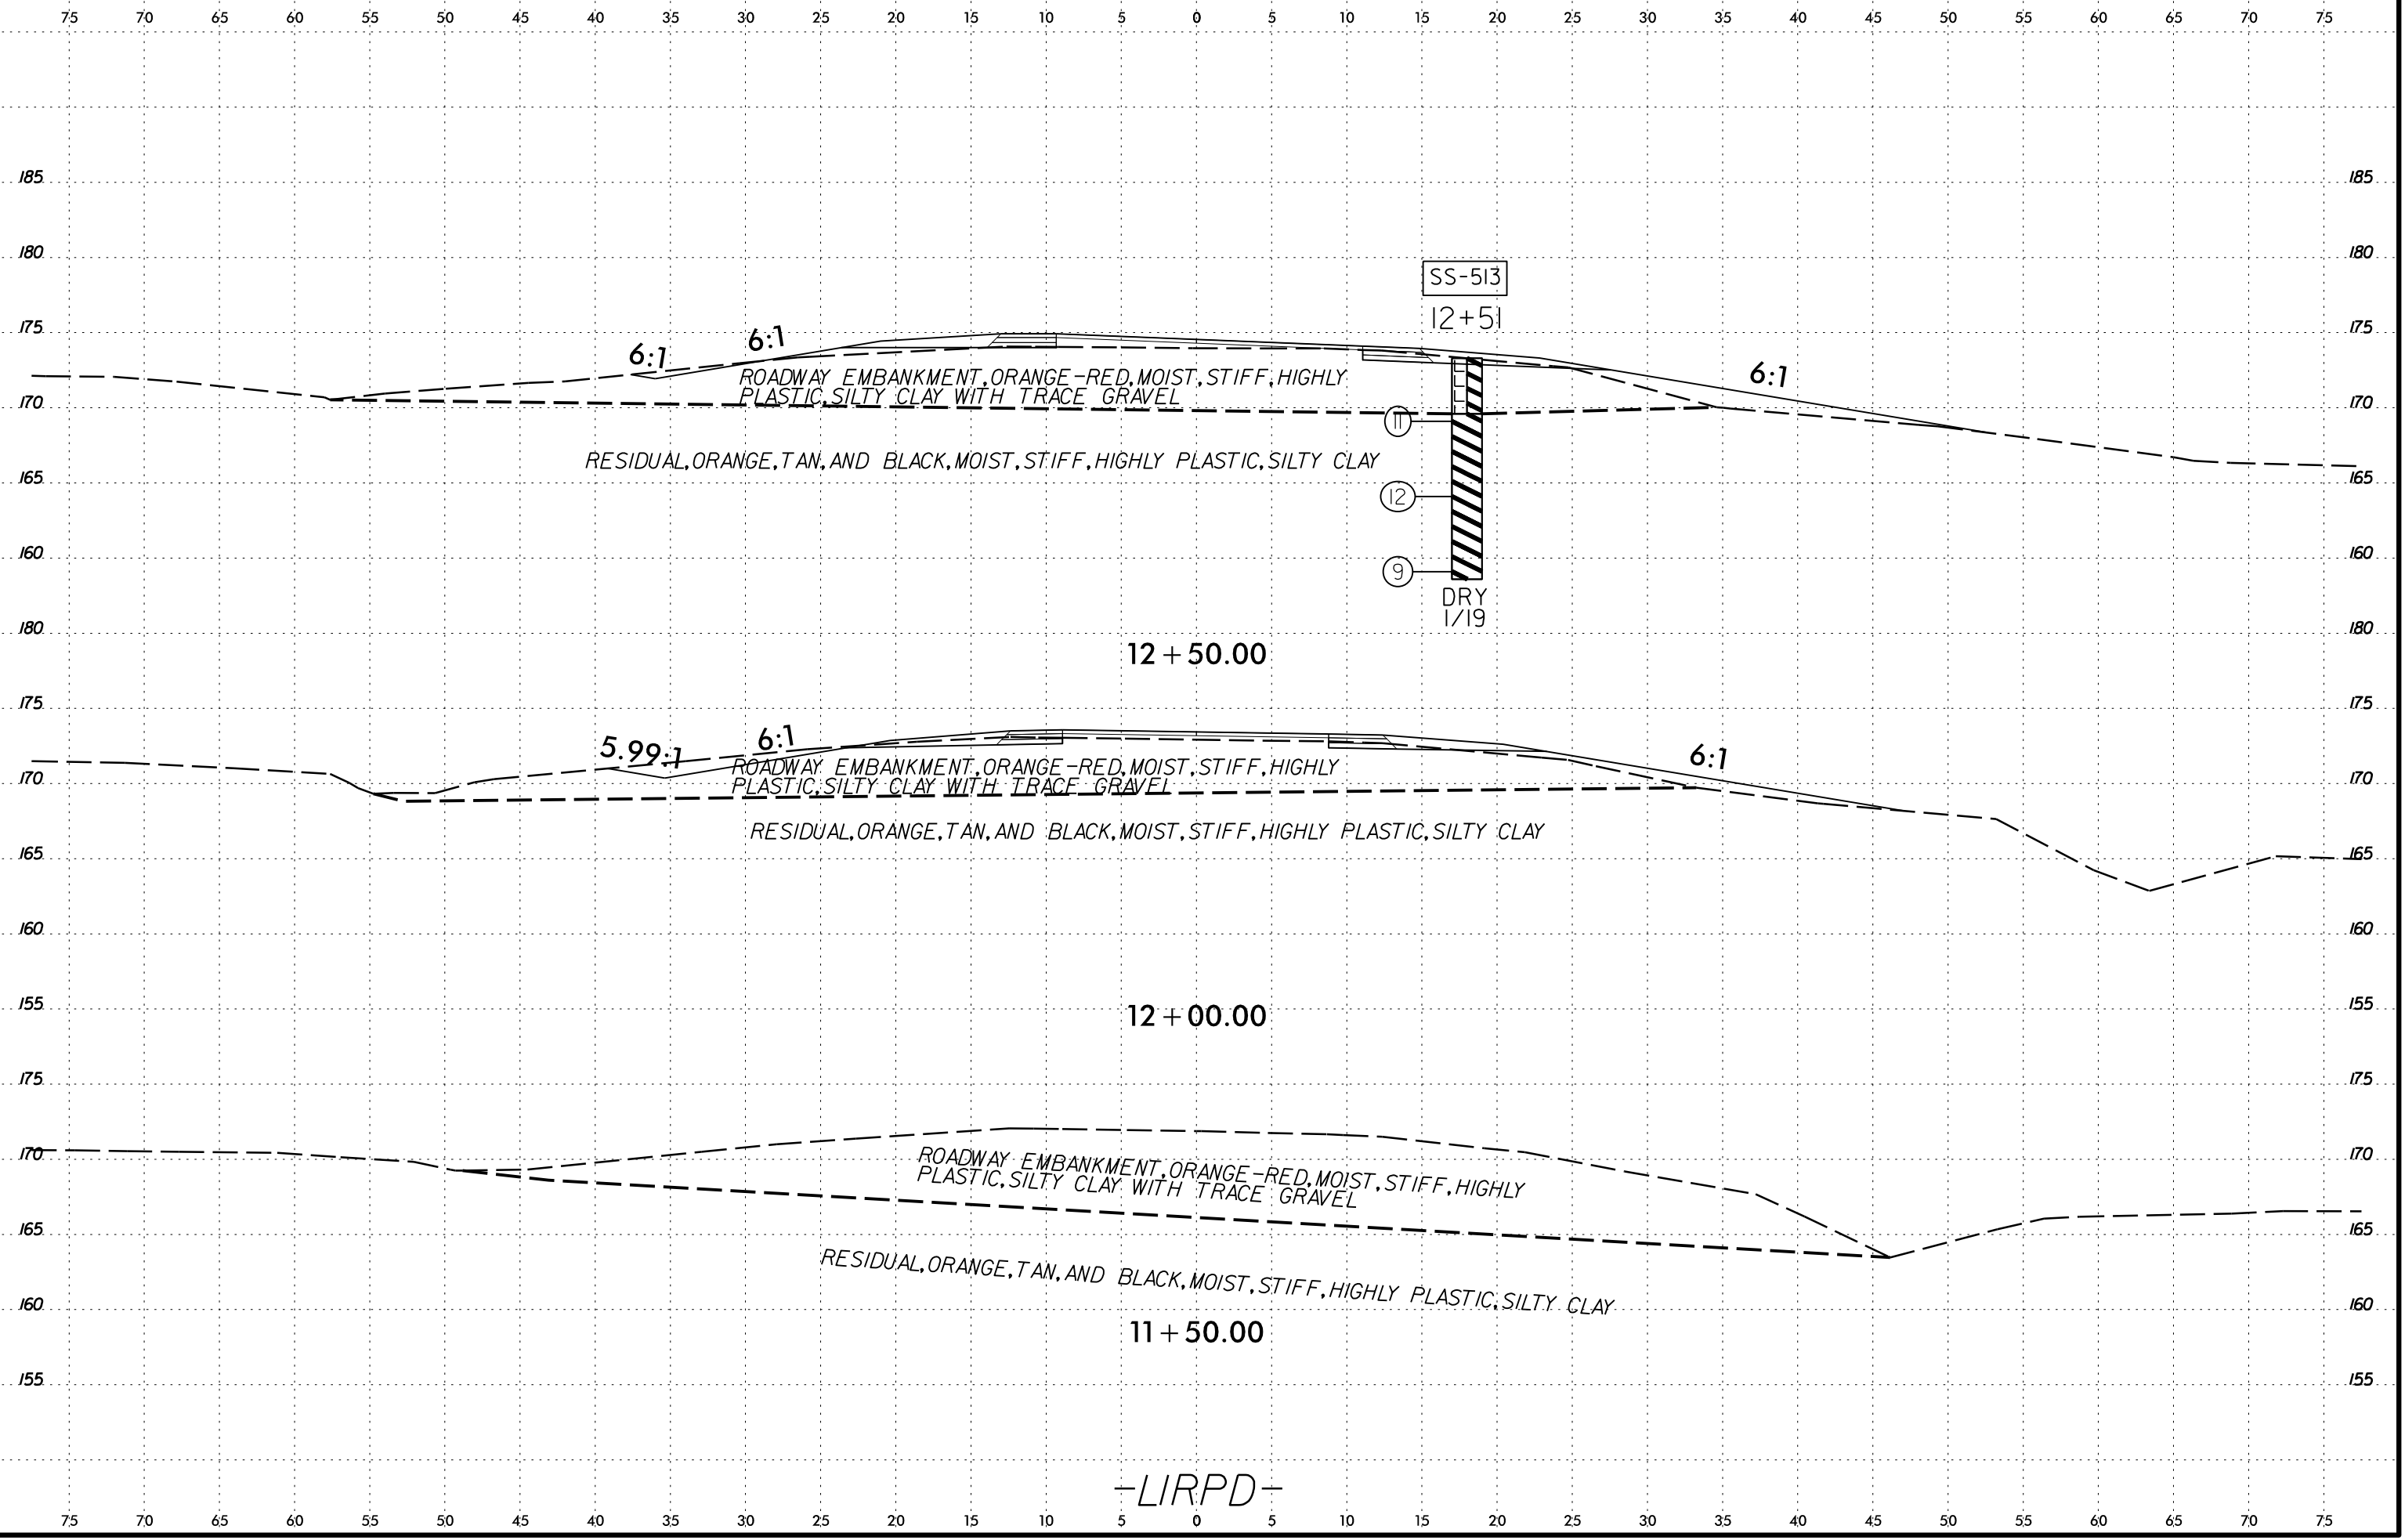 75 70 65 60 55 50 45 40 35 30 25 20 15 10 5 0 5 10 15 20 25 30 35 40 45 50 55 60 65 70 75
185 185
180 180
SS-513
12+51
175 175
6:1 6:1 6:1
ROADWAY EMBANKMENT,ORANGE-RED,MOIST,STIFF,HIGHLY
PLASTIC,SILTY CLAY WITH TRACE GRAVEL
170 170
11
RESIDUAL,ORANGE,TAN,AND BLACK,MOIST,STIFF,HIGHLY PLASTIC,SILTY CLAY
165 165
12
160 160
9
DRY
1/19
180 180
12+50.00
175 175
5.99:1 6:1 6:1
ROADWAY EMBANKMENT,ORANGE-RED,MOIST,STIFF,HIGHLY
170 170
PLASTIC,SILTY CLAY WITH TRACE GRAVEL
RESIDUAL,ORANGE,TAN,AND BLACK,MOIST,STIFF,HIGHLY PLASTIC,SILTY CLAY
165 165
160 160
155 155
12+00.00
175 175
170 170
ROADWAY EMBANKMENT,ORANGE-RED,MOIST,STIFF,HIGHLY
PLASTIC,SILTY CLAY WITH TRACE GRAVEL
165 165
RESIDUAL,ORANGE,TAN,AND BLACK,MOIST,STIFF,HIGHLY PLASTIC,SILTY CLAY
160 160
11+50.00
155 155
-L1RPD-
75 70 65 60 55 50 45 40 35 30 25 20 15 10 5 0 5 10 15 20 25 30 35 40 45 50 55 60 65 70 75